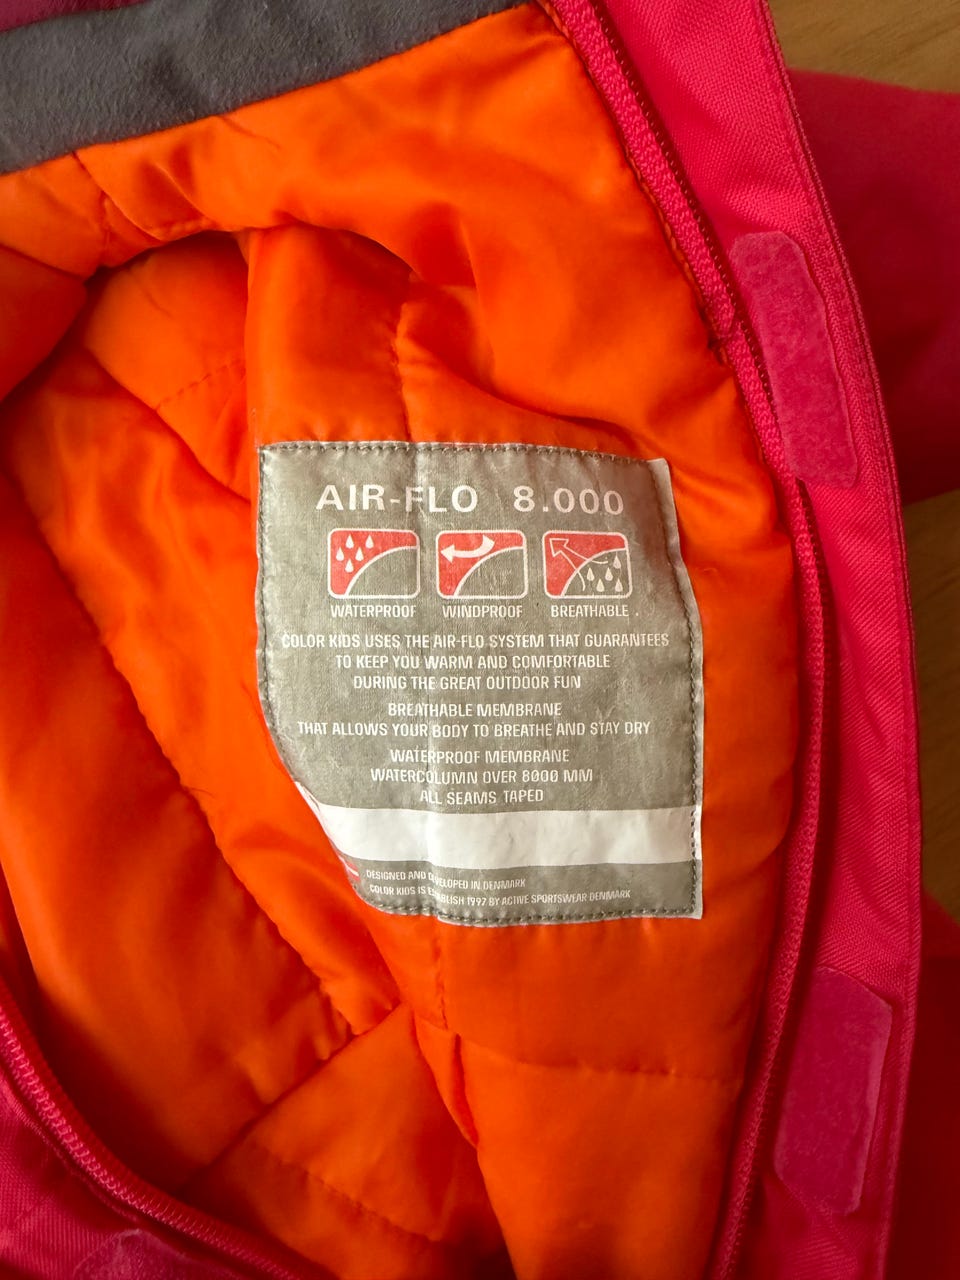 AIR-FLO 8.000
WATERPROOF WINDPROOF BREATHABLE.
COLOR KIDS USES THE AIR-FLO SYSTEM THAT GUARANTEES
TO KEEP YOU WARM AND COMFORTABLE
DURING THE GREAT OUTDOOR FUN
BREATHABLE MEMBRANE
THAT ALLOWS YOUR BODY TO BREATHE AND STAY DRY
WATERPROOF MEMBRANE
WATERCOLUMN OVER 8000 MM
ALL SEAMS TAPED
DESIGNED AND DEVELOPED IN DENMARK
COLOR KIDS IS ESTABLISH 1997 BY ACTIVE SPORTSWEAR DENMARK